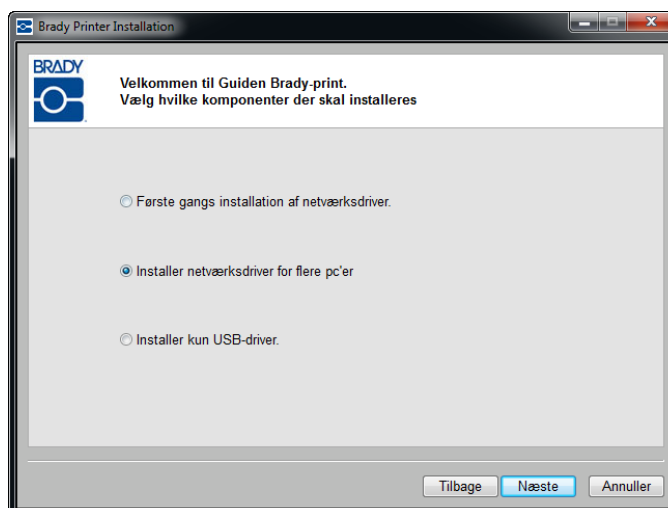 Brady Printer Installation
BRADY
Velkommen til Guiden Brady-print.
Vælg hvilke komponenter der skal installeres
Første gangs installation af netværksdriver.
Installer netværksdriver for flere pc'er
Installer kun USB-driver.
Tilbage
Næste
Annuller